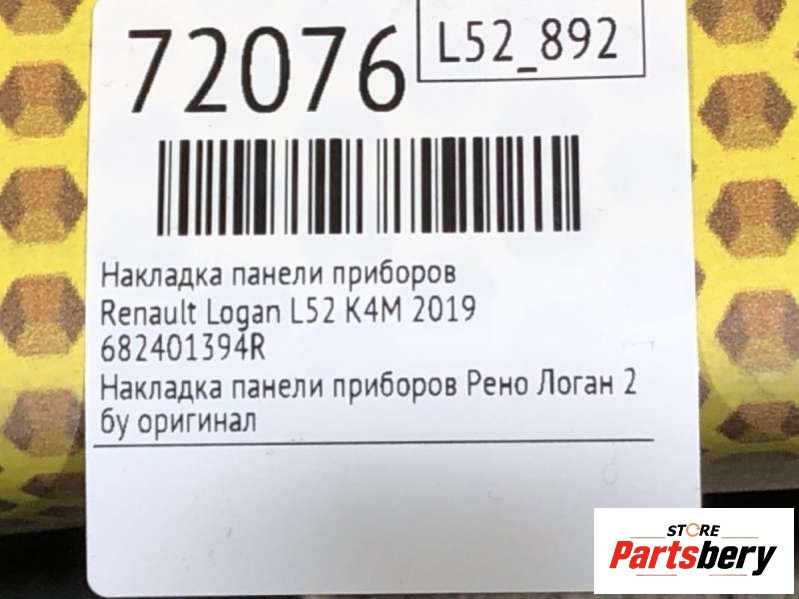 72076
L52_892
Накладка панели приборов
Renault Logan L52 K4M 2019
682401394R
Накладка панели приборов Рено Логан 2
бу оригинал
STORE
Partsbery